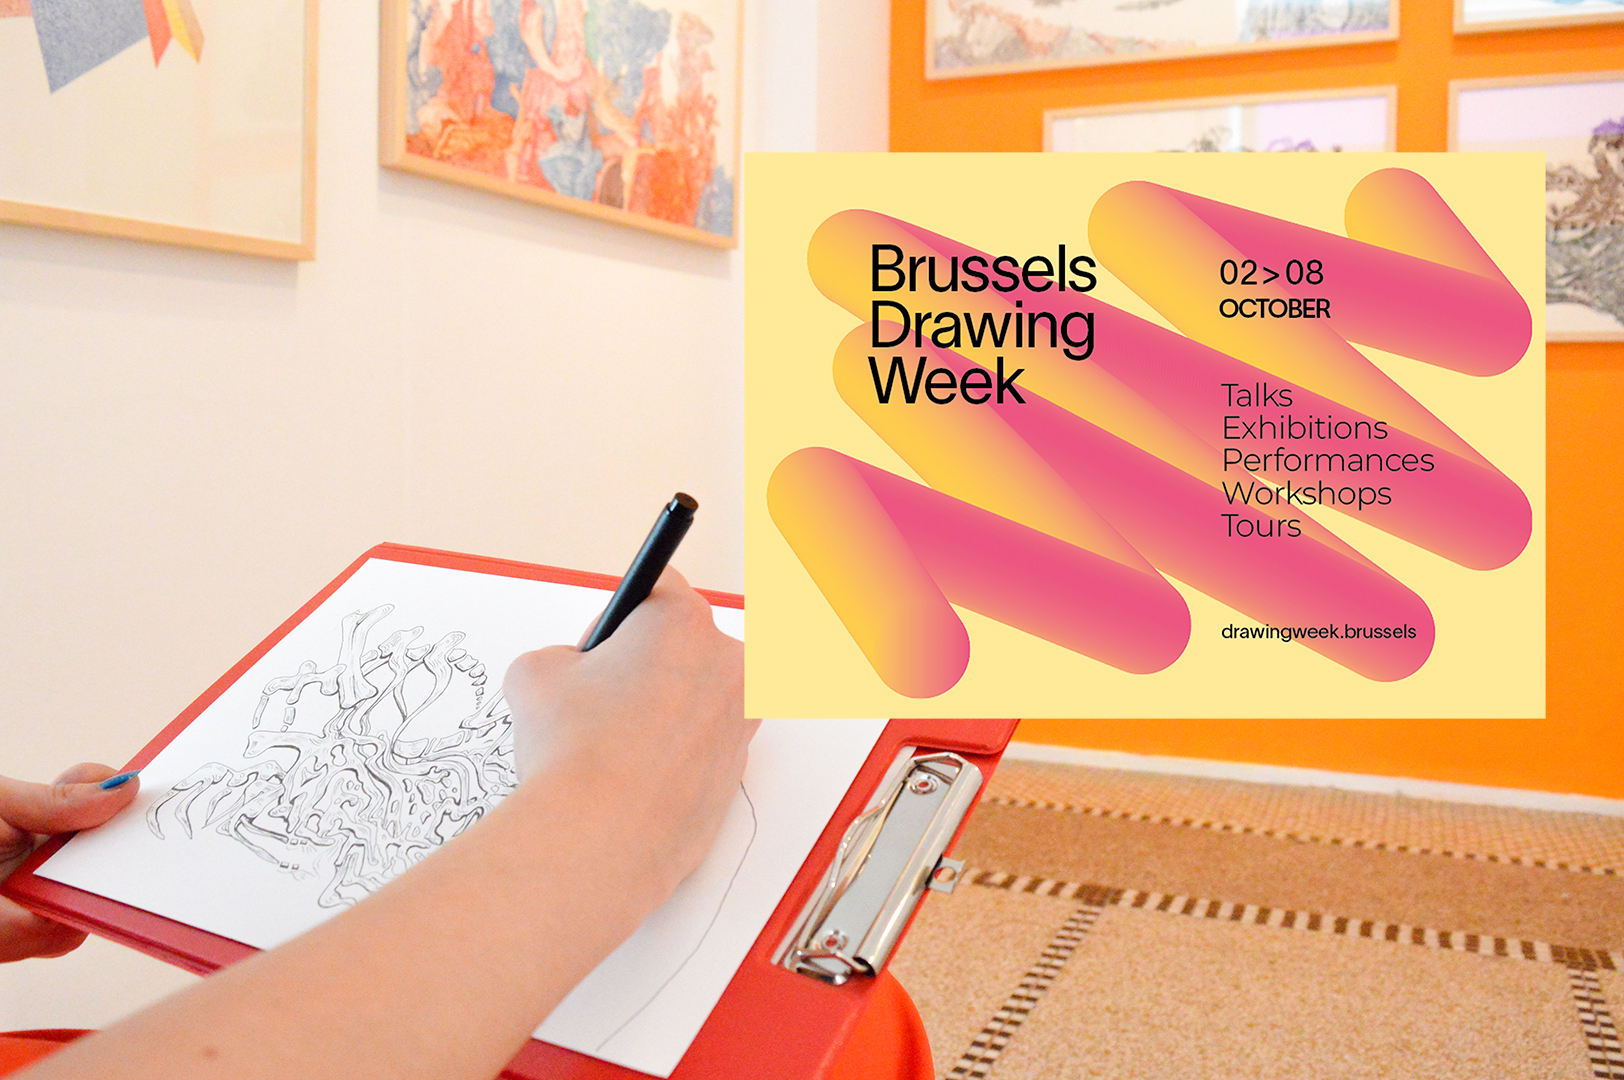 Brussels
Drawing
Week
02>08
OCTOBER
Talks
Exhibitions
Performances
Workshops
Tours
drawingweek.brussels